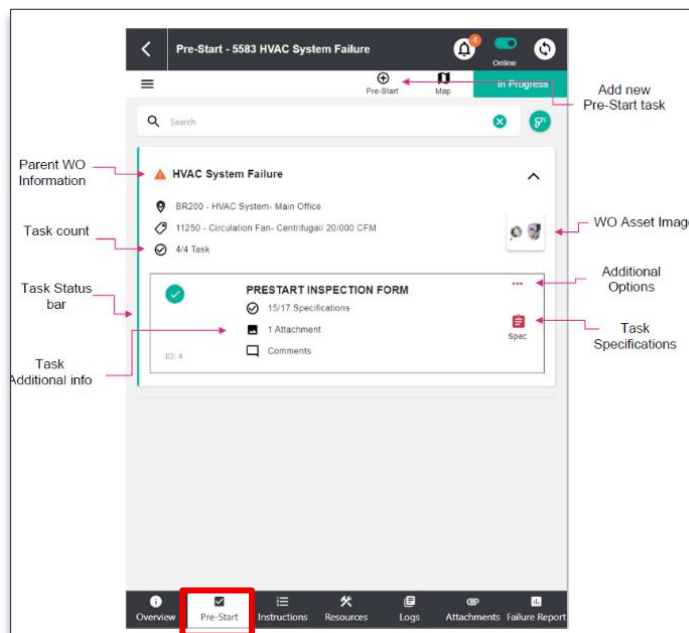 Pre-Start - 5583 HVAC System Failure
4
Online
Pre-Start
Map
In Progress
Add new
Pre-Start task
Search
Parent WO
Information
HVAC System Failure
BR200 - HVAC System- Main Office
Task count
11250 - Circulation Fan- Centrifugal/ 20/000 CFM
WO Asset Imag
4/4 Task
Task Status
bar
PRESTART INSPECTION FORM
Additional
Options
15/17 Specifications
1 Attachment
Spec
Task
Specifications
Task
Additional info
Comments
ID: 4
Overview
Pre-Start
Instructions
Resources
Logs
Attachments
Failure Report